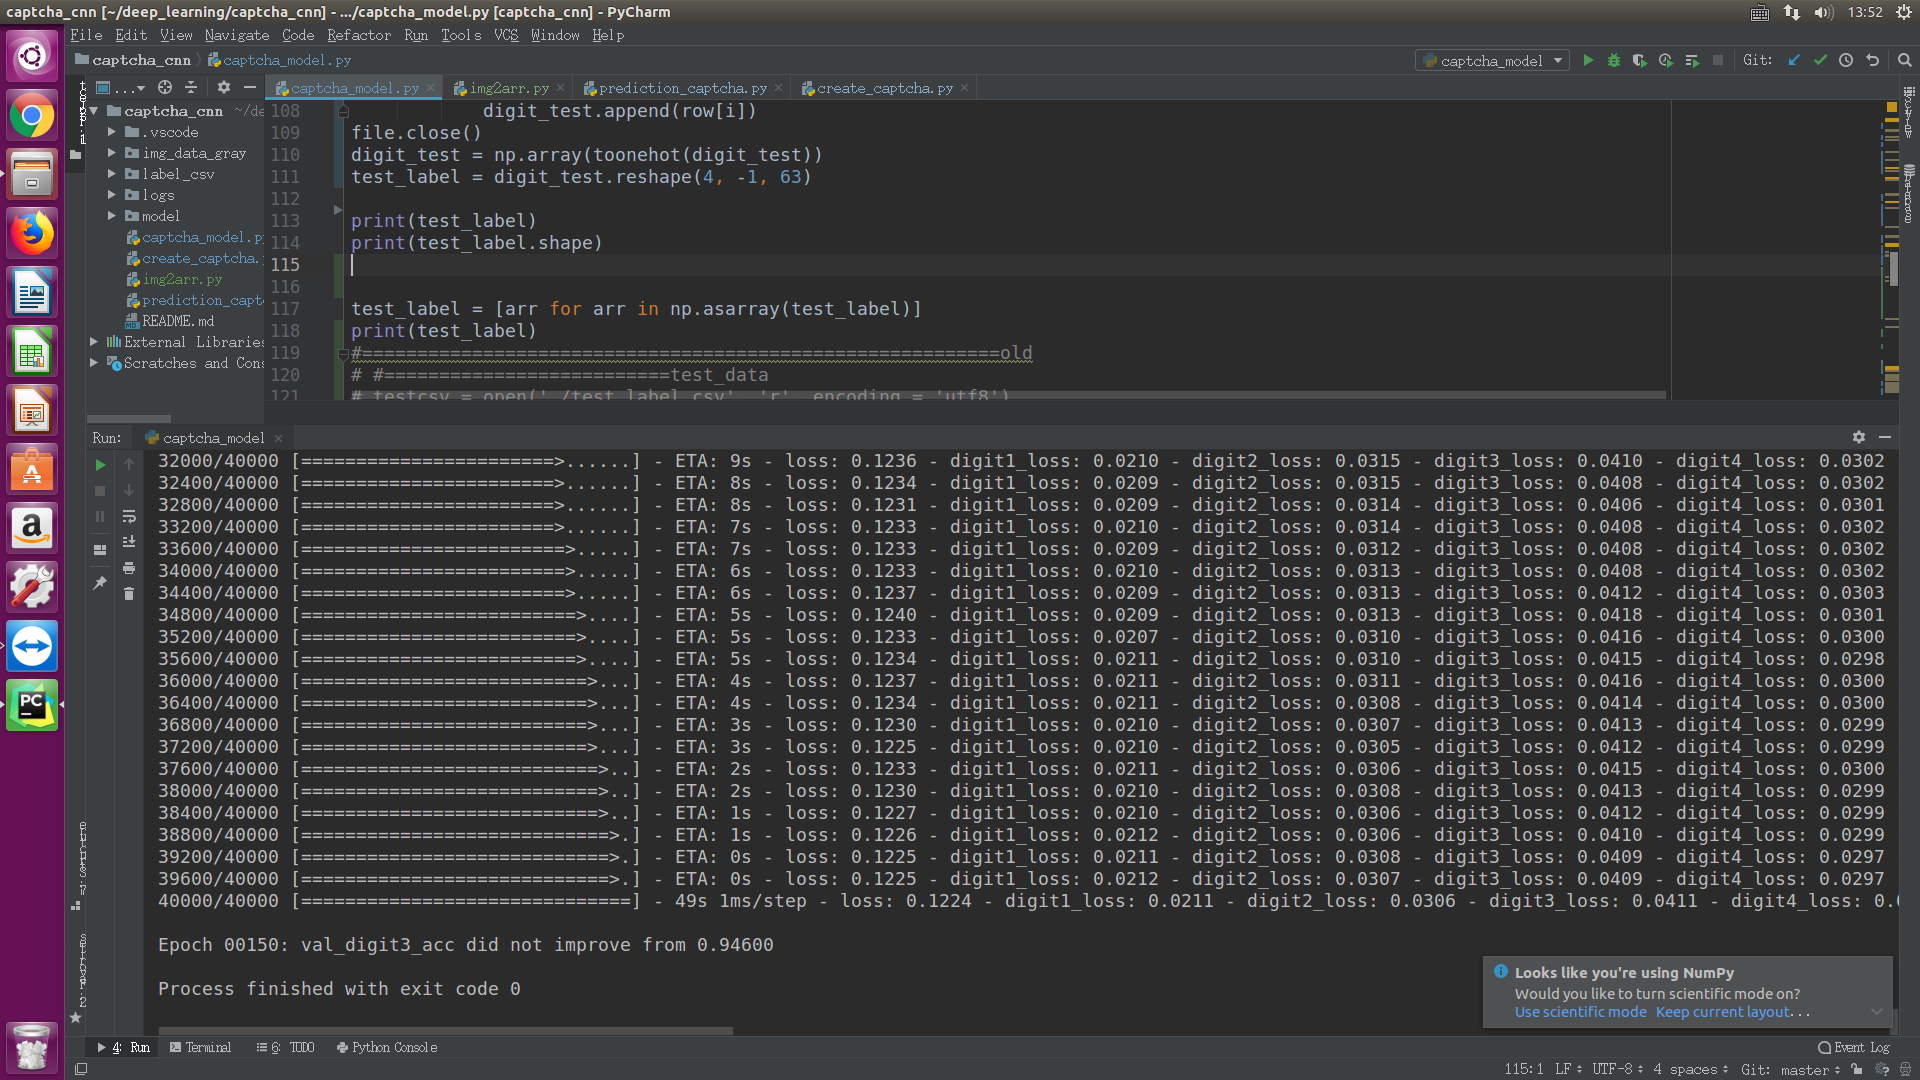 captcha_cnn [~/deep_learning/captcha_cnn] - .../captcha_model.py [captcha_cnn] - PyCharm
13:52
File Edit View Navigate Code Refactor Run Tools VCS Window Help
captcha_cnn captcha_model.py
captcha_model Git:
... captcha_model.py img2arr.py prediction_captcha.py create_captcha.py
captcha_cnn ~/de
.vscode
img_data_gray
label_csv
logs
model
captcha_model.py
create_captcha.
img2arr.py
prediction_capt
README.md
External Libraries
Scratches and Cons
108 digit_test.append(row[i])
109 file.close()
110 digit_test = np.array(toonehot(digit_test))
111 test_label = digit_test.reshape(4, -1, 63)
112
113 print(test_label)
114 print(test_label.shape)
115
116
117 test_label = [arr for arr in np.asarray(test_label)]
118 print(test_label)
119 #==========================================================old
120 # #==========================test_data
121 # testcsv = open('./test_label.csv', 'r', encoding = 'utf8')
Run: captcha_model
32000/40000 [=======================>......] - ETA: 9s - loss: 0.1236 - digit1_loss: 0.0210 - digit2_loss: 0.0315 - digit3_loss: 0.0410 - digit4_loss: 0.0302
32400/40000 [=======================>......] - ETA: 8s - loss: 0.1234 - digit1_loss: 0.0209 - digit2_loss: 0.0315 - digit3_loss: 0.0408 - digit4_loss: 0.0302
32800/40000 [=======================>......] - ETA: 8s - loss: 0.1231 - digit1_loss: 0.0209 - digit2_loss: 0.0314 - digit3_loss: 0.0406 - digit4_loss: 0.0301
33200/40000 [=======================>......] - ETA: 7s - loss: 0.1233 - digit1_loss: 0.0210 - digit2_loss: 0.0314 - digit3_loss: 0.0408 - digit4_loss: 0.0302
33600/40000 [========================>.....] - ETA: 7s - loss: 0.1233 - digit1_loss: 0.0209 - digit2_loss: 0.0312 - digit3_loss: 0.0408 - digit4_loss: 0.0302
34000/40000 [========================>.....] - ETA: 6s - loss: 0.1233 - digit1_loss: 0.0210 - digit2_loss: 0.0313 - digit3_loss: 0.0408 - digit4_loss: 0.0302
34400/40000 [========================>.....] - ETA: 6s - loss: 0.1237 - digit1_loss: 0.0209 - digit2_loss: 0.0313 - digit3_loss: 0.0412 - digit4_loss: 0.0303
34800/40000 [=========================>....] - ETA: 5s - loss: 0.1240 - digit1_loss: 0.0209 - digit2_loss: 0.0313 - digit3_loss: 0.0418 - digit4_loss: 0.0301
35200/40000 [=========================>....] - ETA: 5s - loss: 0.1233 - digit1_loss: 0.0207 - digit2_loss: 0.0310 - digit3_loss: 0.0416 - digit4_loss: 0.0300
35600/40000 [=========================>....] - ETA: 5s - loss: 0.1234 - digit1_loss: 0.0211 - digit2_loss: 0.0310 - digit3_loss: 0.0415 - digit4_loss: 0.0298
36000/40000 [==========================>...] - ETA: 4s - loss: 0.1237 - digit1_loss: 0.0211 - digit2_loss: 0.0311 - digit3_loss: 0.0416 - digit4_loss: 0.0300
36400/40000 [==========================>...] - ETA: 4s - loss: 0.1234 - digit1_loss: 0.0211 - digit2_loss: 0.0308 - digit3_loss: 0.0414 - digit4_loss: 0.0300
36800/40000 [==========================>...] - ETA: 3s - loss: 0.1230 - digit1_loss: 0.0210 - digit2_loss: 0.0307 - digit3_loss: 0.0413 - digit4_loss: 0.0299
37200/40000 [==========================>...] - ETA: 3s - loss: 0.1225 - digit1_loss: 0.0210 - digit2_loss: 0.0305 - digit3_loss: 0.0412 - digit4_loss: 0.0299
37600/40000 [===========================>..] - ETA: 2s - loss: 0.1233 - digit1_loss: 0.0211 - digit2_loss: 0.0306 - digit3_loss: 0.0415 - digit4_loss: 0.0300
38000/40000 [===========================>..] - ETA: 2s - loss: 0.1230 - digit1_loss: 0.0210 - digit2_loss: 0.0308 - digit3_loss: 0.0413 - digit4_loss: 0.0299
38400/40000 [===========================>..] - ETA: 1s - loss: 0.1227 - digit1_loss: 0.0210 - digit2_loss: 0.0306 - digit3_loss: 0.0412 - digit4_loss: 0.0299
38800/40000 [============================>.] - ETA: 1s - loss: 0.1226 - digit1_loss: 0.0212 - digit2_loss: 0.0306 - digit3_loss: 0.0410 - digit4_loss: 0.0299
39200/40000 [============================>.] - ETA: 0s - loss: 0.1225 - digit1_loss: 0.0211 - digit2_loss: 0.0308 - digit3_loss: 0.0409 - digit4_loss: 0.0297
39600/40000 [============================>.] - ETA: 0s - loss: 0.1225 - digit1_loss: 0.0212 - digit2_loss: 0.0307 - digit3_loss: 0.0409 - digit4_loss: 0.0297
40000/40000 [==============================] - 49s 1ms/step - loss: 0.1224 - digit1_loss: 0.0211 - digit2_loss: 0.0306 - digit3_loss: 0.0411 - digit4_loss: 0.0
Epoch 00150: val_digit3_acc did not improve from 0.94600
Process finished with exit code 0
Looks like you're using NumPy
Would you like to turn scientific mode on?
Use scientific mode Keep current layout...
4: Run Terminal 6: TODO Python Console Event Log
115:1 LF UTF-8 4 spaces Git: master